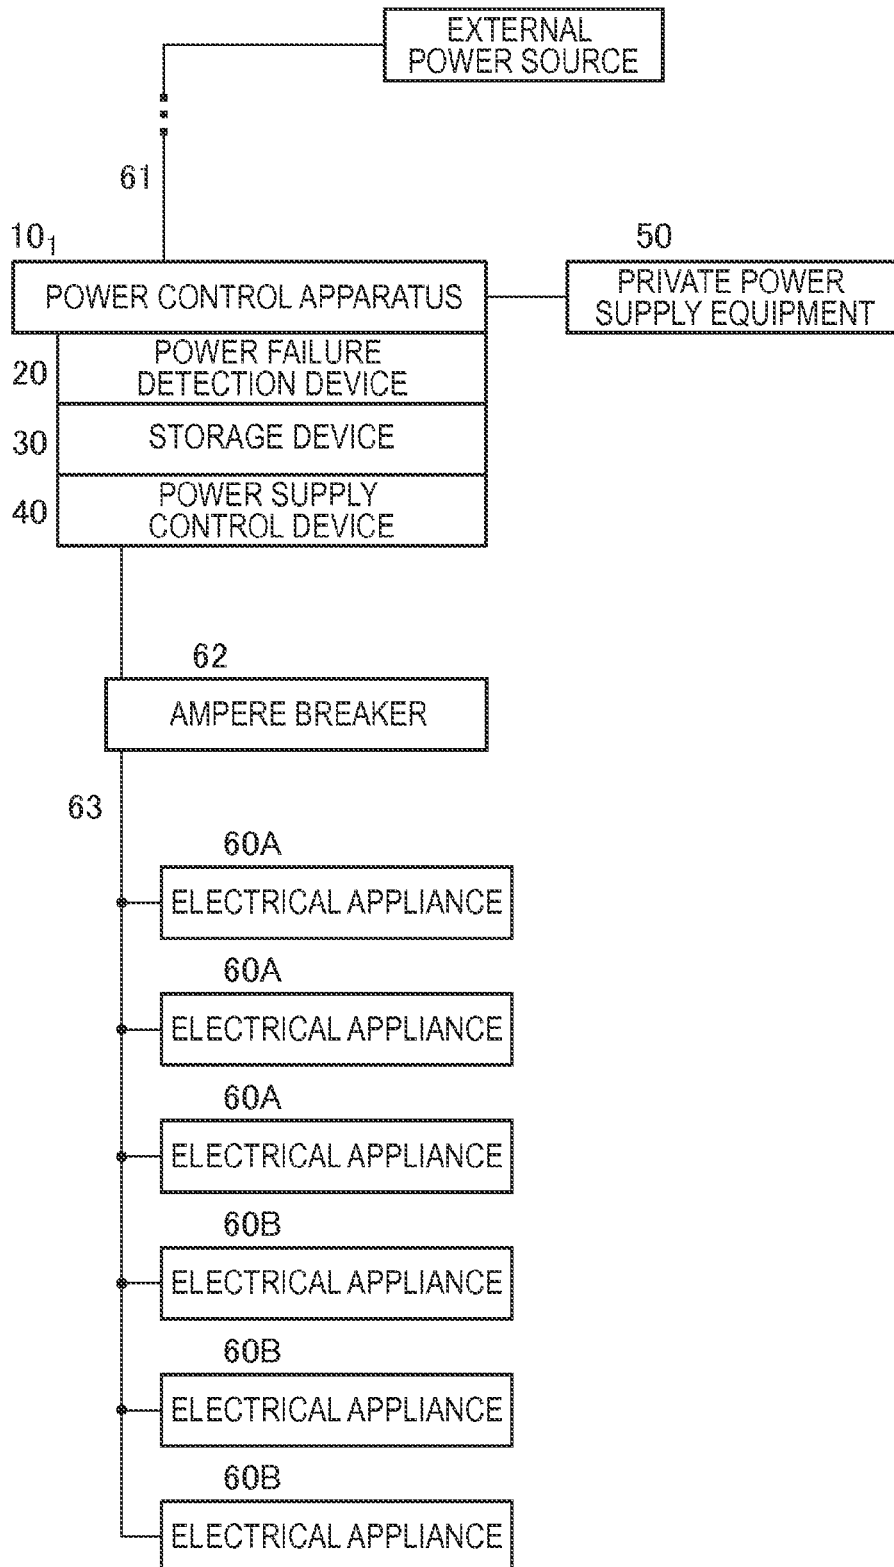 EXTERNAL
POWER SOURCE
61
10₁
POWER CONTROL APPARATUS
50
PRIVATE POWER
SUPPLY EQUIPMENT
20
POWER FAILURE
DETECTION DEVICE
30
STORAGE DEVICE
40
POWER SUPPLY
CONTROL DEVICE
62
AMPERE BREAKER
63
60A
ELECTRICAL APPLIANCE
60A
ELECTRICAL APPLIANCE
60A
ELECTRICAL APPLIANCE
60B
ELECTRICAL APPLIANCE
60B
ELECTRICAL APPLIANCE
60B
ELECTRICAL APPLIANCE